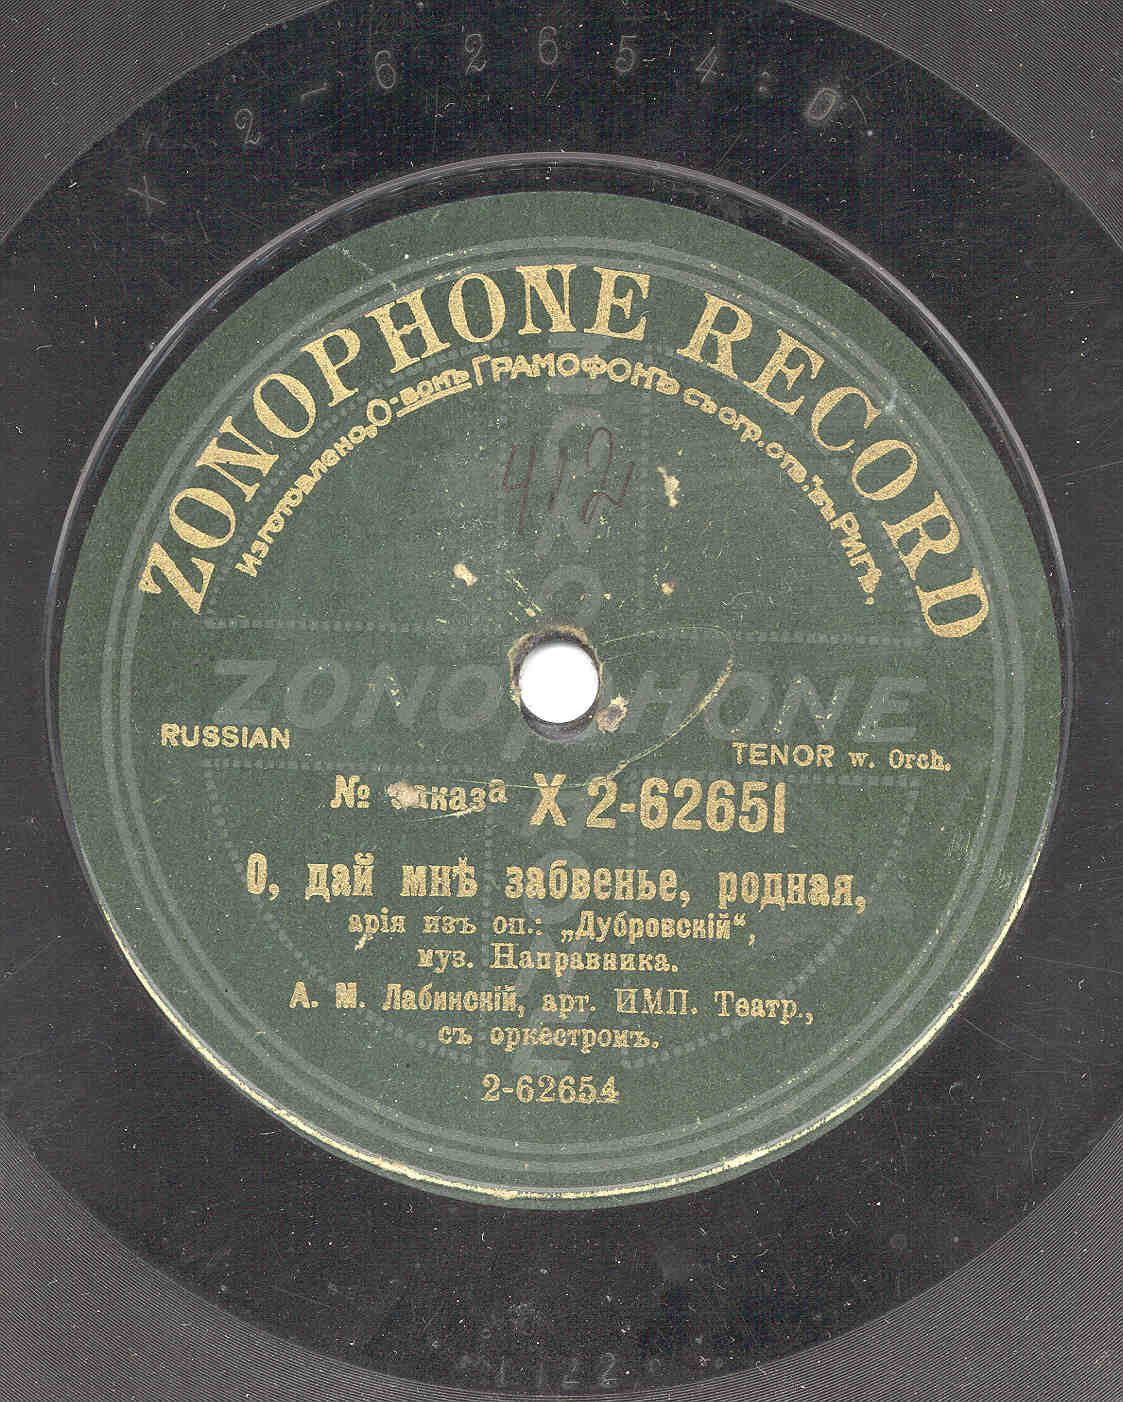 X 2-62654:D
ZONOPHONE RECORD
Изготовлено „О-вомъ Грамофонъ съ огр. отв.“ въ Ригѣ.
412
ZONOPHONE
RUSSIAN
TENOR w. Orch.
№ заказа X 2-62651
О, дай мнѣ забвенье, родная,
арія изъ оп.: „Дубровскій“,
муз. Направника.
А. М. Лабинскій, арт. ИМП. Театр.,
съ оркестромъ.
2-62654